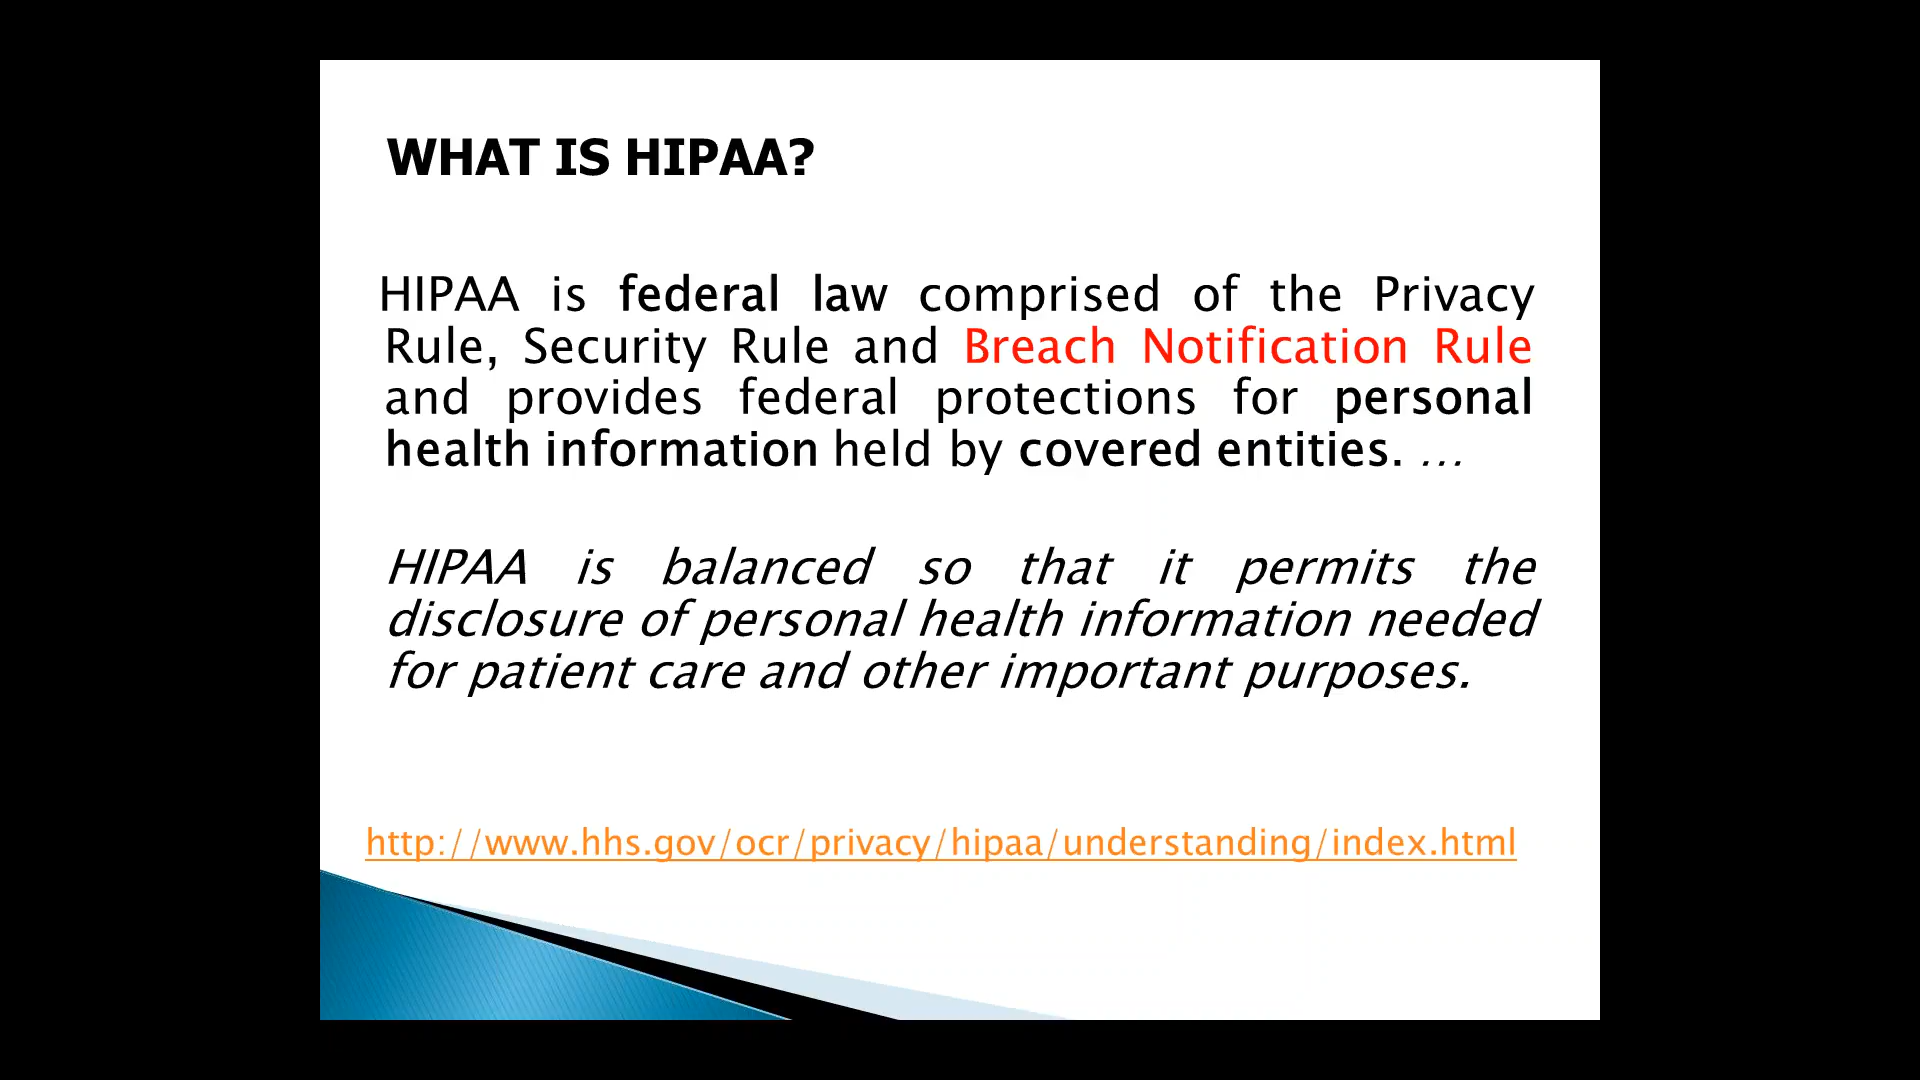 WHAT IS HIPAA?
HIPAA is federal law comprised of the Privacy
Rule, Security Rule and Breach Notification Rule
and provides federal protections for personal
health information held by covered entities. …
HIPAA is balanced so that it permits the
disclosure of personal health information needed
for patient care and other important purposes.
http://www.hhs.gov/ocr/privacy/hipaa/understanding/index.html